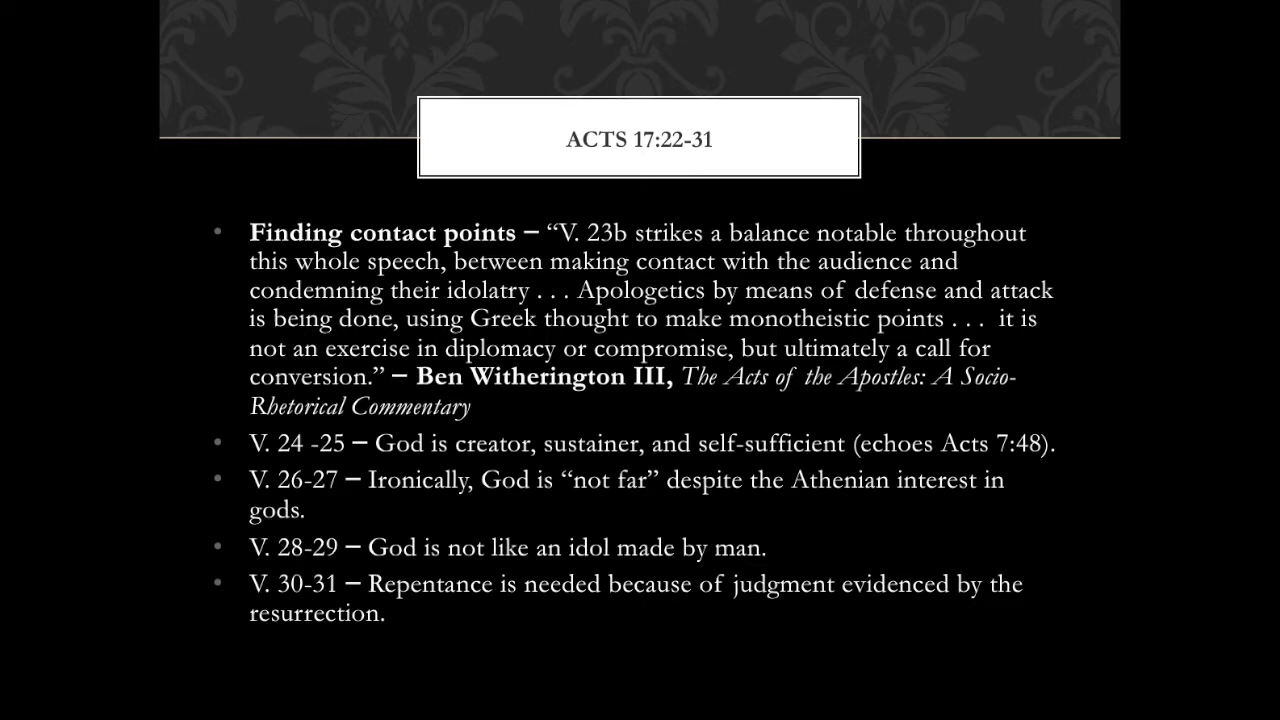 ACTS 17:22-31
• Finding contact points – “V. 23b strikes a balance notable throughout
this whole speech, between making contact with the audience and
condemning their idolatry . . . Apologetics by means of defense and attack
is being done, using Greek thought to make monotheistic points . . . it is
not an exercise in diplomacy or compromise, but ultimately a call for
conversion.” – Ben Witherington III, The Acts of the Apostles: A Socio-
Rhetorical Commentary
• V. 24 -25 – God is creator, sustainer, and self-sufficient (echoes Acts 7:48).
• V. 26-27 – Ironically, God is “not far” despite the Athenian interest in
gods.
• V. 28-29 – God is not like an idol made by man.
• V. 30-31 – Repentance is needed because of judgment evidenced by the
resurrection.